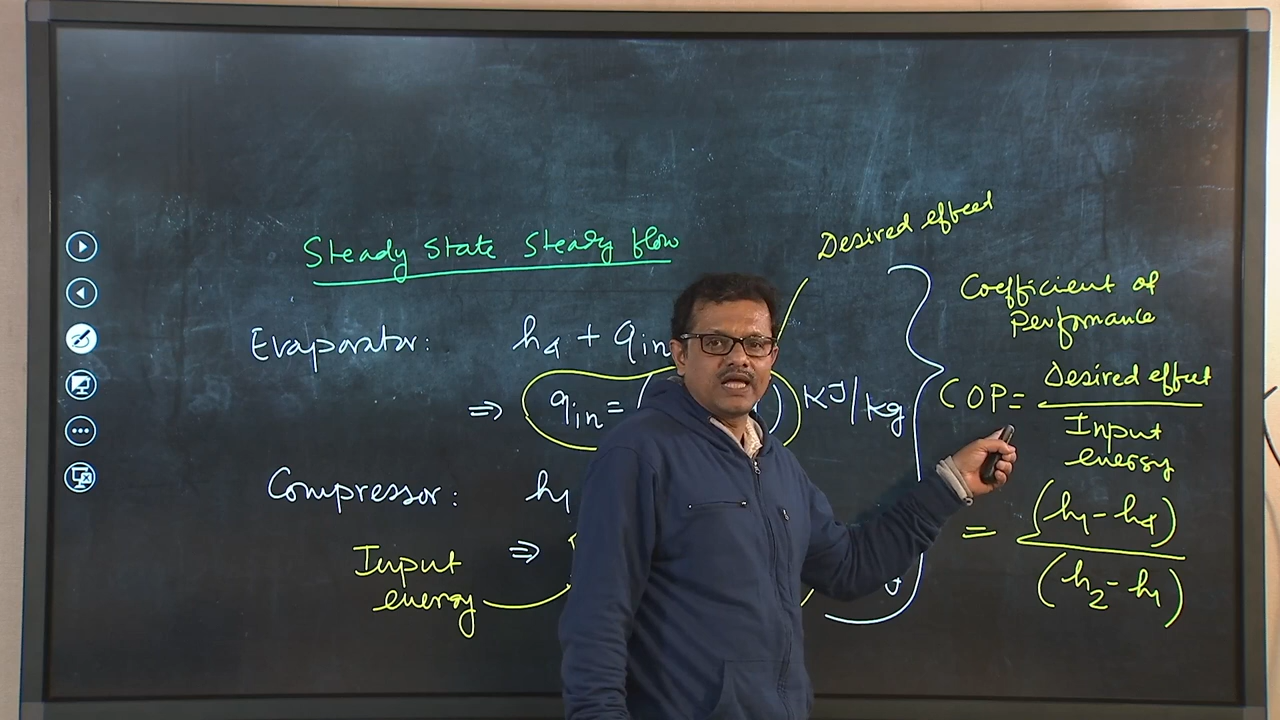 Desired effect
Steady State Steady flow
Coefficient of
Performance
Evaporator: h4 + qin
COP = Desired effect
Input
energy
⇒ qin = ( ) KJ/kg
Compressor: h1
Input
energy
⇒
= (h1 - h4)
(h2 - h1)